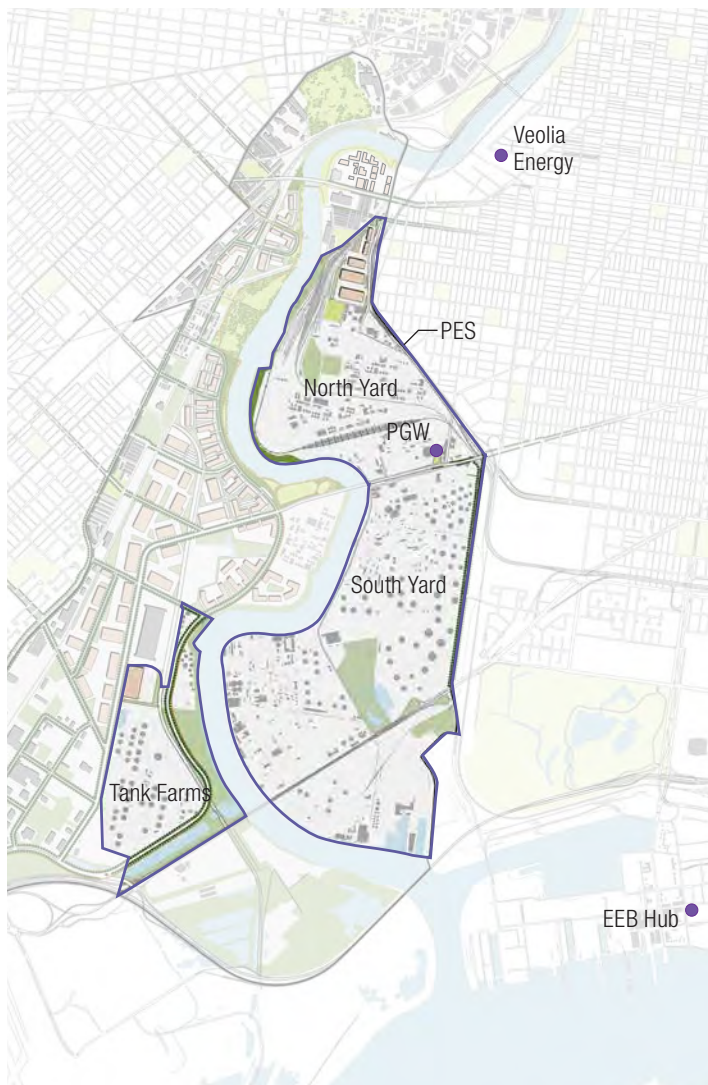 Veolia
Energy
PES
North Yard
PGW
South Yard
Tank Farms
EEB Hub